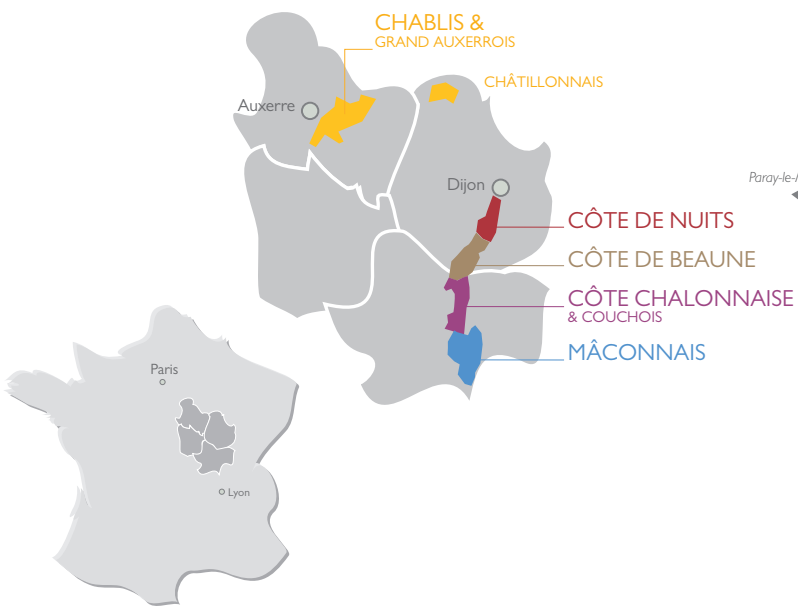 CHABLIS &
GRAND AUXERROIS
CHÂTILLONNAIS
Auxerre
Paray-le-
Dijon
CÔTE DE NUITS
CÔTE DE BEAUNE
CÔTE CHALONNAISE
& COUCHOIS
MÂCONNAIS
Paris
Lyon